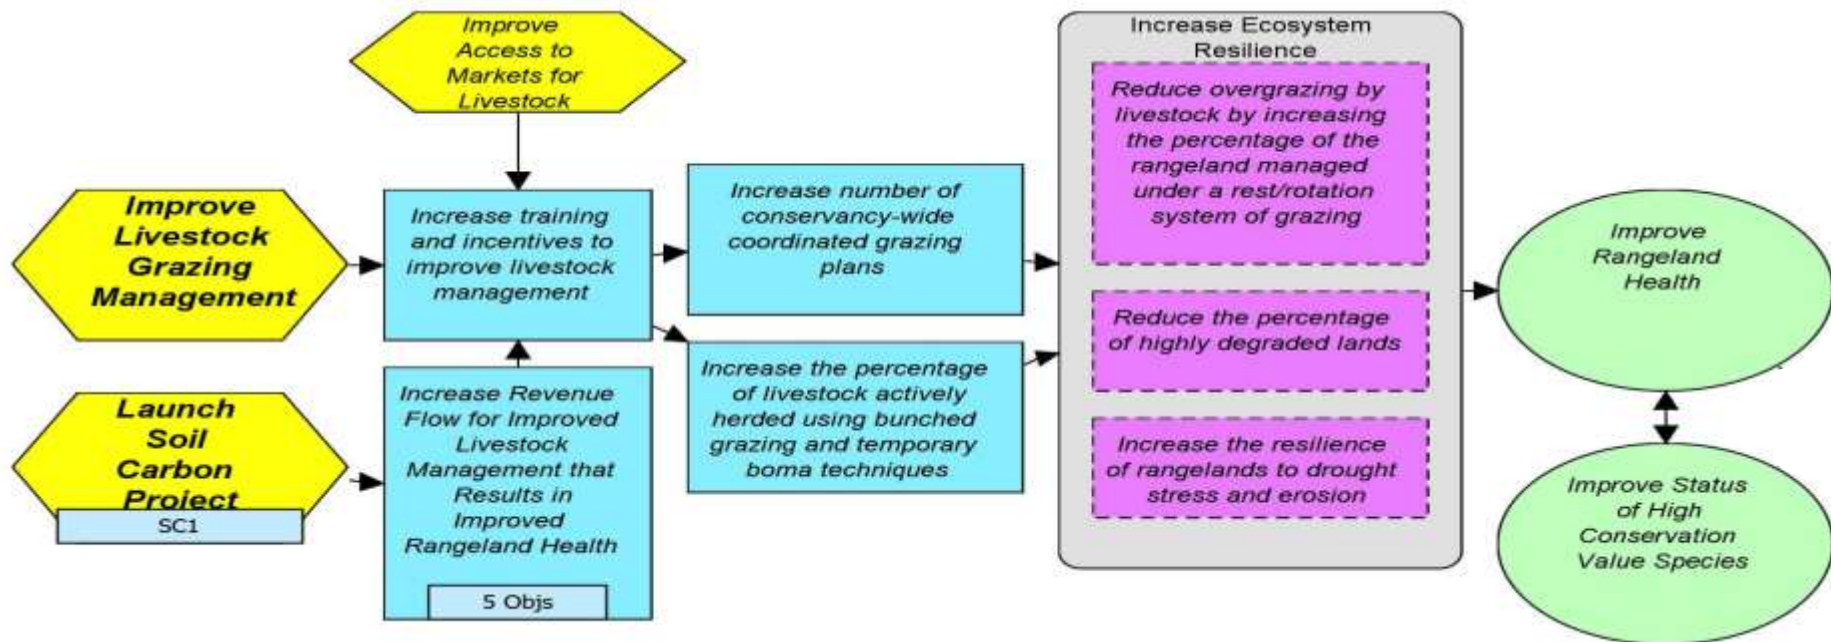 Improve
Access to
Markets for
Livestock
Improve
Livestock
Grazing
Management
Launch
Soil
Carbon
Project
SC1
Increase training
and incentives to
improve livestock
management
Increase Revenue
Flow for Improved
Livestock
Management that
Results in
Improved
Rangeland Health
5 Objs
Increase number of
conservancy-wide
coordinated grazing
plans
Increase the percentage
of livestock actively
herded using bunched
grazing and temporary
boma techniques
Increase Ecosystem
Resilience
Reduce overgrazing by
livestock by increasing
the percentage of the
rangeland managed
under a rest/rotation
system of grazing
Reduce the percentage
of highly degraded lands
Increase the resilience
of rangelands to drought
stress and erosion
Improve
Rangeland
Health
Improve Status
of High
Conservation
Value Species